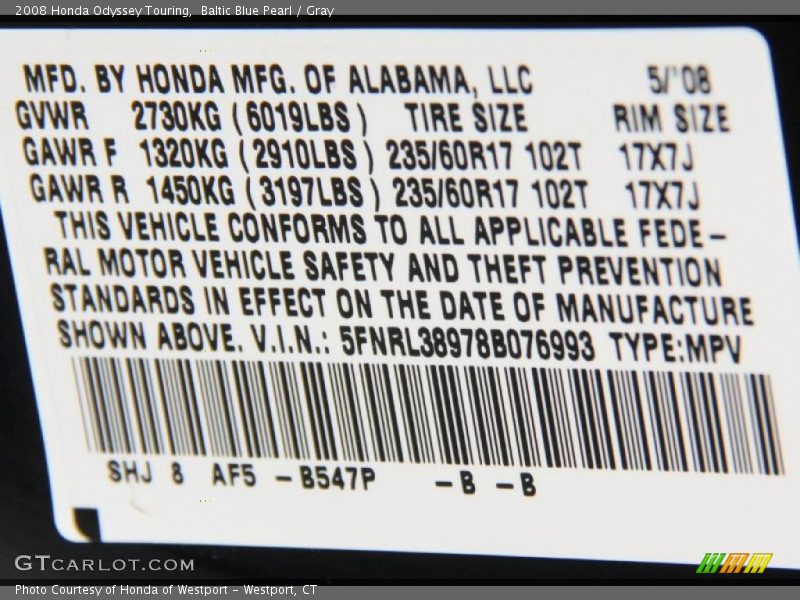 2008 Honda Odyssey Touring,  Baltic Blue Pearl / Gray
MFD. BY HONDA MFG. OF ALABAMA, LLC 5/'08
GVWR 2730KG (6019LBS) TIRE SIZE RIM SIZE
GAWR F 1320KG (2910LBS) 235/60R17 102T 17X7J
GAWR R 1450KG (3197LBS) 235/60R17 102T 17X7J
THIS VEHICLE CONFORMS TO ALL APPLICABLE FEDE-
RAL MOTOR VEHICLE SAFETY AND THEFT PREVENTION
STANDARDS IN EFFECT ON THE DATE OF MANUFACTURE
SHOWN ABOVE. V.I.N.: 5FNRL38978B076993 TYPE:MPV
SHJ 8 AF5 -B547P -B -B
GTCARLOT.COM
Photo Courtesy of Honda of Westport - Westport, CT